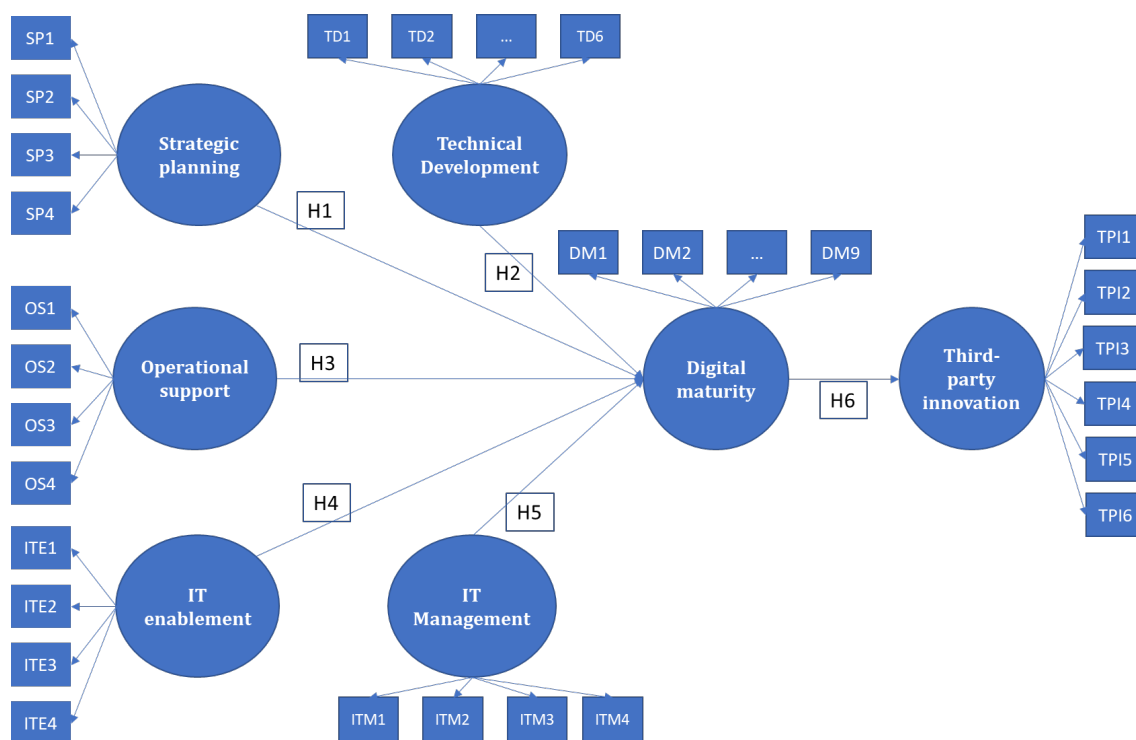 SP1
SP2
SP3
SP4
Strategic
planning
TD1
TD2
...
TD6
Technical
Development
H1
H2
DM1
DM2
...
DM9
TPI1
TPI2
TPI3
TPI4
TPI5
TPI6
OS1
OS2
OS3
OS4
Operational
support
H3
Digital
maturity
H6
Third-
party
innovation
H4
H5
ITE1
ITE2
ITE3
ITE4
IT
enablement
IT
Management
ITM1
ITM2
ITM3
ITM4